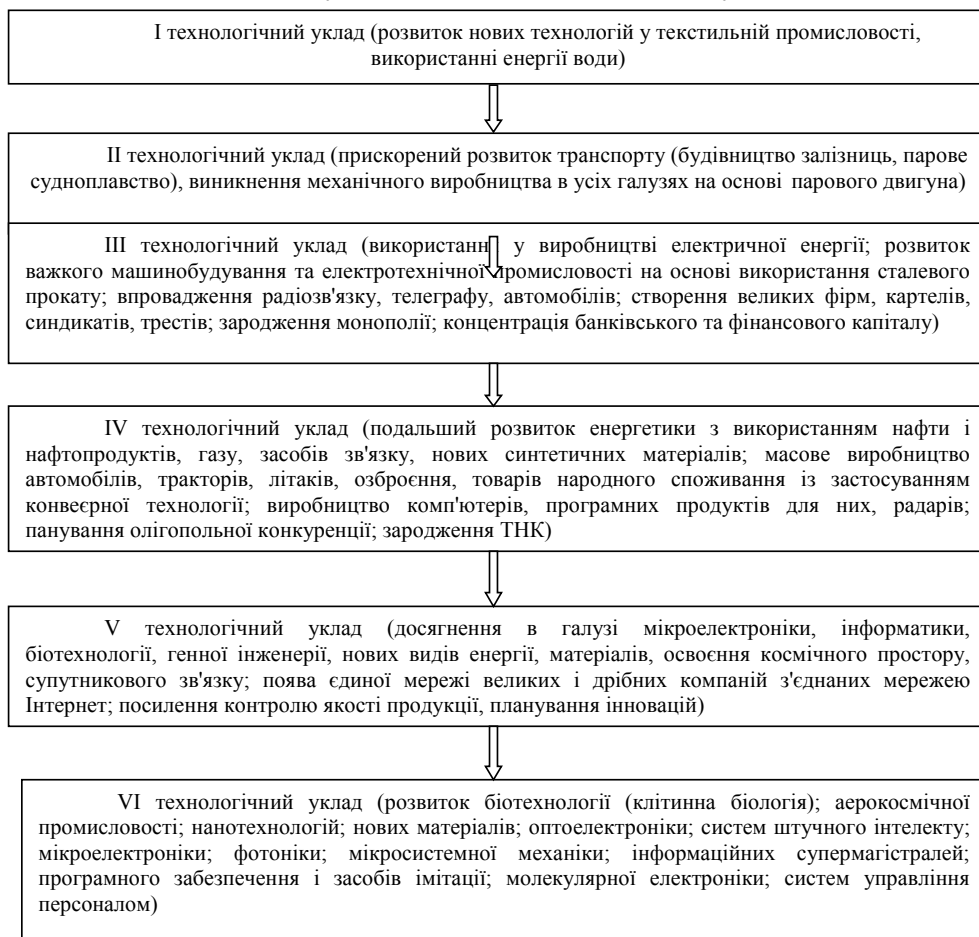 І технологічний уклад (розвиток нових технологій у текстильній промисловості,
використанні енергії води)
ІІ технологічний уклад (прискорений розвиток транспорту (будівництво залізниць, парове
судноплавство), виникнення механічного виробництва в усіх галузях на основі парового двигуна)
ІІІ технологічний уклад (використанн у виробництві електричної енергії; розвиток
важкого машинобудування та електротехнічної промисловості на основі використання сталевого
прокату; впровадження радіозв'язку, телеграфу, автомобілів; створення великих фірм, картелів,
синдикатів, трестів; зародження монополії; концентрація банківського та фінансового капіталу)
IV технологічний уклад (подальший розвиток енергетики з використанням нафти і
нафтопродуктів, газу, засобів зв'язку, нових синтетичних матеріалів; масове виробництво
автомобілів, тракторів, літаків, озброєння, товарів народного споживання із застосуванням
конвеєрної технології; виробництво комп'ютерів, програмних продуктів для них, радарів;
панування олігопольної конкуренції; зародження ТНК)
V технологічний уклад (досягнення в галузі мікроелектроніки, інформатики,
біотехнології, генної інженерії, нових видів енергії, матеріалів, освоєння космічного простору,
супутникового зв'язку; поява єдиної мережі великих і дрібних компаній з'єднаних мережею
Інтернет; посилення контролю якості продукції, планування інновацій)
VI технологічний уклад (розвиток біотехнології (клітинна біологія); аерокосмічної
промисловості; нанотехнологій; нових матеріалів; оптоелектроніки; систем штучного інтелекту;
мікроелектроніки; фотоніки; мікросистемної механіки; інформаційних супермагістралей;
програмного забезпечення і засобів імітації; молекулярної електроніки; систем управління
персоналом)